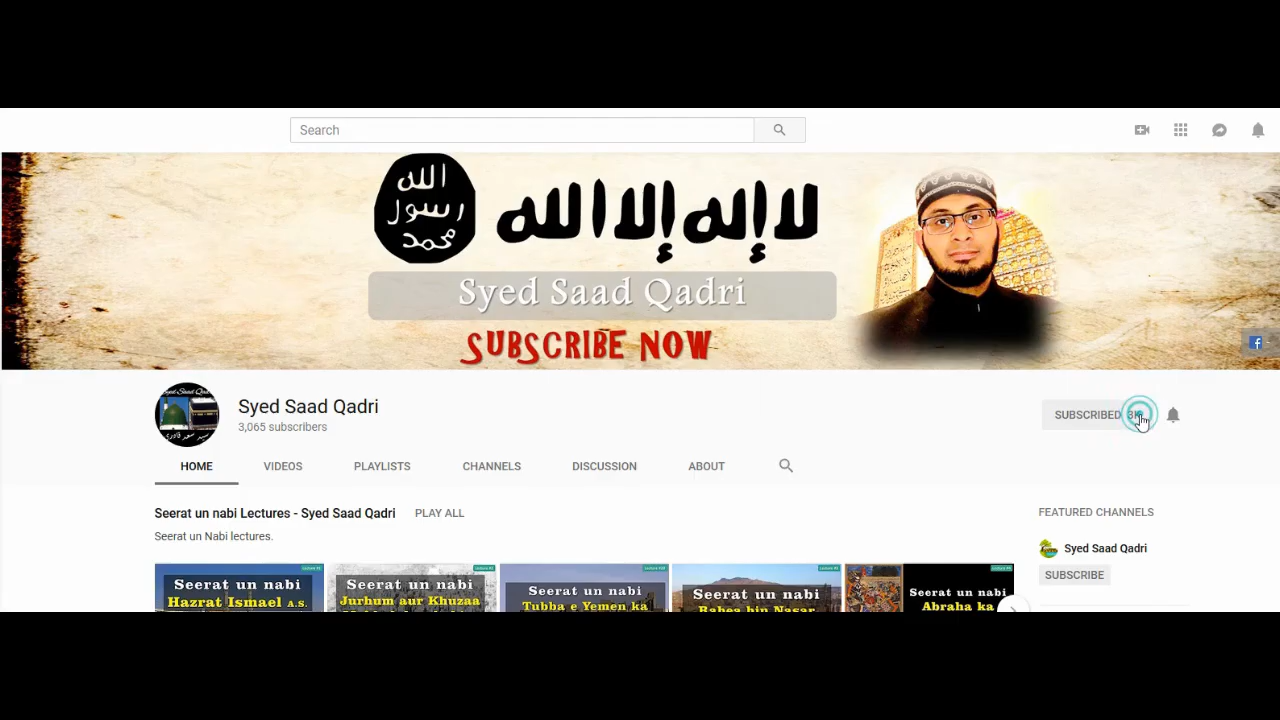 Search
الله
رسول
محمد
لا إله إلا الله
Syed Saad Qadri
SUBSCRIBE NOW
Syed Saad Qadri
3,065 subscribers
SUBSCRIBED
HOME VIDEOS PLAYLISTS CHANNELS DISCUSSION ABOUT
Seerat un nabi Lectures - Syed Saad Qadri PLAY ALL
Seerat un Nabi lectures.
FEATURED CHANNELS
Syed Saad Qadri
SUBSCRIBE
Seerat un nabi
Hazrat Ismael A.S.
Seerat un nabi
Jurhum aur Khuzaa
Seerat un nabi
Tubba e Yemen ka
Seerat un nabi
Rabea bin Nasar
Seerat un nabi
Abraha ka